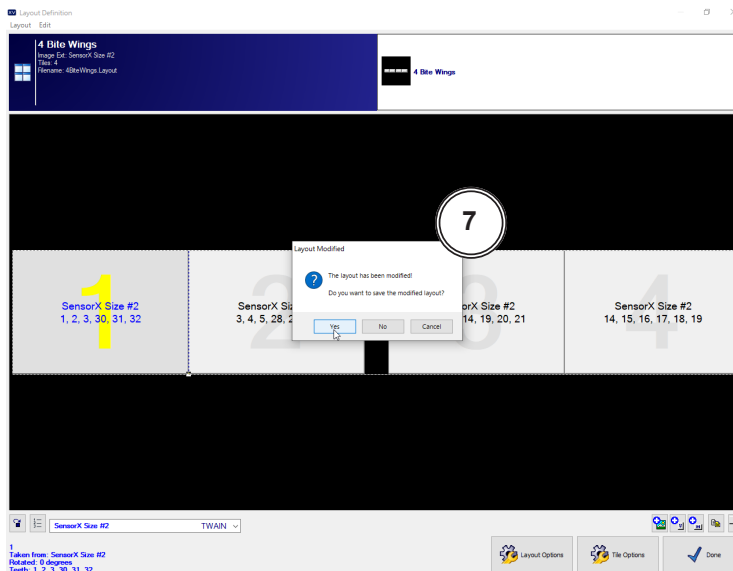 KV Layout Definition
Layout Edit
4 Bite Wings
Image Ext: SensorX Size #2
Tiles: 4
Filename: 4BiteWings.Layout
4 Bite Wings
7
Layout Modified
The layout has been modified!
Do you want to save the modified layout?
Yes No Cancel
1
SensorX Size #2
1, 2, 3, 30, 31, 32
2
SensorX Siz
3, 4, 5, 28, 2
3
orX Size #2
14, 19, 20, 21
4
SensorX Size #2
14, 15, 16, 17, 18, 19
SensorX Size #2 TWAIN
1
Taken from: SensorX Size #2
Rotated: 0 degrees
Teeth: 1, 2, 3, 30, 31, 32
Layout Options
Tile Options
Done